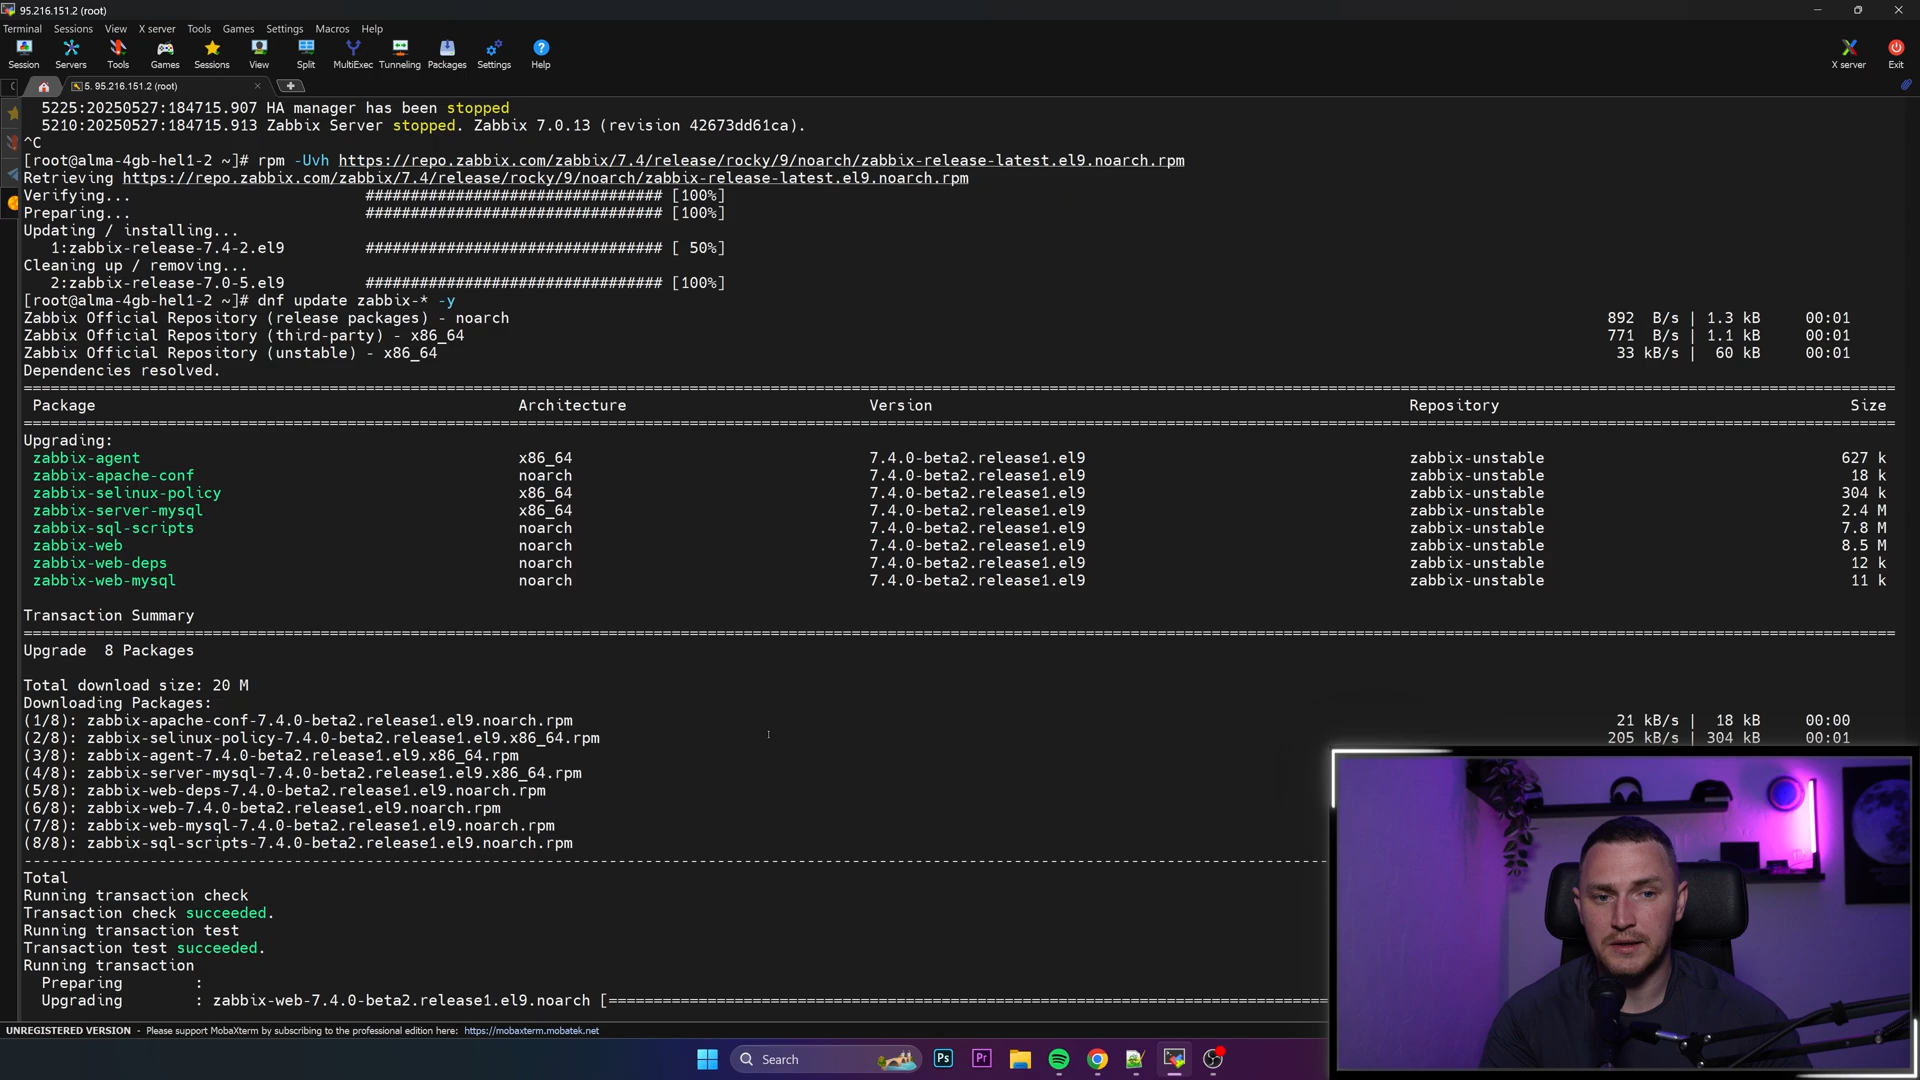 95.216.151.2 (root)
Terminal Sessions View X server Tools Games Settings Macros Help
Session Servers Tools Games Sessions View Split MultiExec Tunneling Packages Settings Help X server Exit
5. 95.216.151.2 (root)
5225:20250527:184715.907 HA manager has been stopped
5210:20250527:184715.913 Zabbix Server stopped. Zabbix 7.0.13 (revision 42673dd61ca).
^C
[root@alma-4gb-hel1-2 ~]# rpm -Uvh https://repo.zabbix.com/zabbix/7.4/release/rocky/9/noarch/zabbix-release-latest.el9.noarch.rpm
Retrieving https://repo.zabbix.com/zabbix/7.4/release/rocky/9/noarch/zabbix-release-latest.el9.noarch.rpm
Verifying... ################################# [100%]
Preparing... ################################# [100%]
Updating / installing...
1:zabbix-release-7.4-2.el9 ################################# [ 50%]
Cleaning up / removing...
2:zabbix-release-7.0-5.el9 ################################# [100%]
[root@alma-4gb-hel1-2 ~]# dnf update zabbix-* -y
Zabbix Official Repository (release packages) - noarch 892 B/s | 1.3 kB 00:01
Zabbix Official Repository (third-party) - x86_64 771 B/s | 1.1 kB 00:01
Zabbix Official Repository (unstable) - x86_64 33 kB/s | 60 kB 00:01
Dependencies resolved.
Package Architecture Version Repository Size
Upgrading:
zabbix-agent x86_64 7.4.0-beta2.release1.el9 zabbix-unstable 627 k
zabbix-apache-conf noarch 7.4.0-beta2.release1.el9 zabbix-unstable 18 k
zabbix-selinux-policy x86_64 7.4.0-beta2.release1.el9 zabbix-unstable 304 k
zabbix-server-mysql x86_64 7.4.0-beta2.release1.el9 zabbix-unstable 2.4 M
zabbix-sql-scripts noarch 7.4.0-beta2.release1.el9 zabbix-unstable 7.8 M
zabbix-web noarch 7.4.0-beta2.release1.el9 zabbix-unstable 8.5 M
zabbix-web-deps noarch 7.4.0-beta2.release1.el9 zabbix-unstable 12 k
zabbix-web-mysql noarch 7.4.0-beta2.release1.el9 zabbix-unstable 11 k
Transaction Summary
Upgrade 8 Packages
Total download size: 20 M
Downloading Packages:
(1/8): zabbix-apache-conf-7.4.0-beta2.release1.el9.noarch.rpm 21 kB/s | 18 kB 00:00
(2/8): zabbix-selinux-policy-7.4.0-beta2.release1.el9.x86_64.rpm 205 kB/s | 304 kB 00:01
(3/8): zabbix-agent-7.4.0-beta2.release1.el9.x86_64.rpm
(4/8): zabbix-server-mysql-7.4.0-beta2.release1.el9.x86_64.rpm
(5/8): zabbix-web-deps-7.4.0-beta2.release1.el9.noarch.rpm
(6/8): zabbix-web-7.4.0-beta2.release1.el9.noarch.rpm
(7/8): zabbix-web-mysql-7.4.0-beta2.release1.el9.noarch.rpm
(8/8): zabbix-sql-scripts-7.4.0-beta2.release1.el9.noarch.rpm
Total
Running transaction check
Transaction check succeeded.
Running transaction test
Transaction test succeeded.
Running transaction
Preparing :
Upgrading : zabbix-web-7.4.0-beta2.release1.el9.noarch [=====
UNREGISTERED VERSION - Please support MobaXterm by subscribing to the professional edition here: https://mobaxterm.mobatek.net
Search Ps Pr